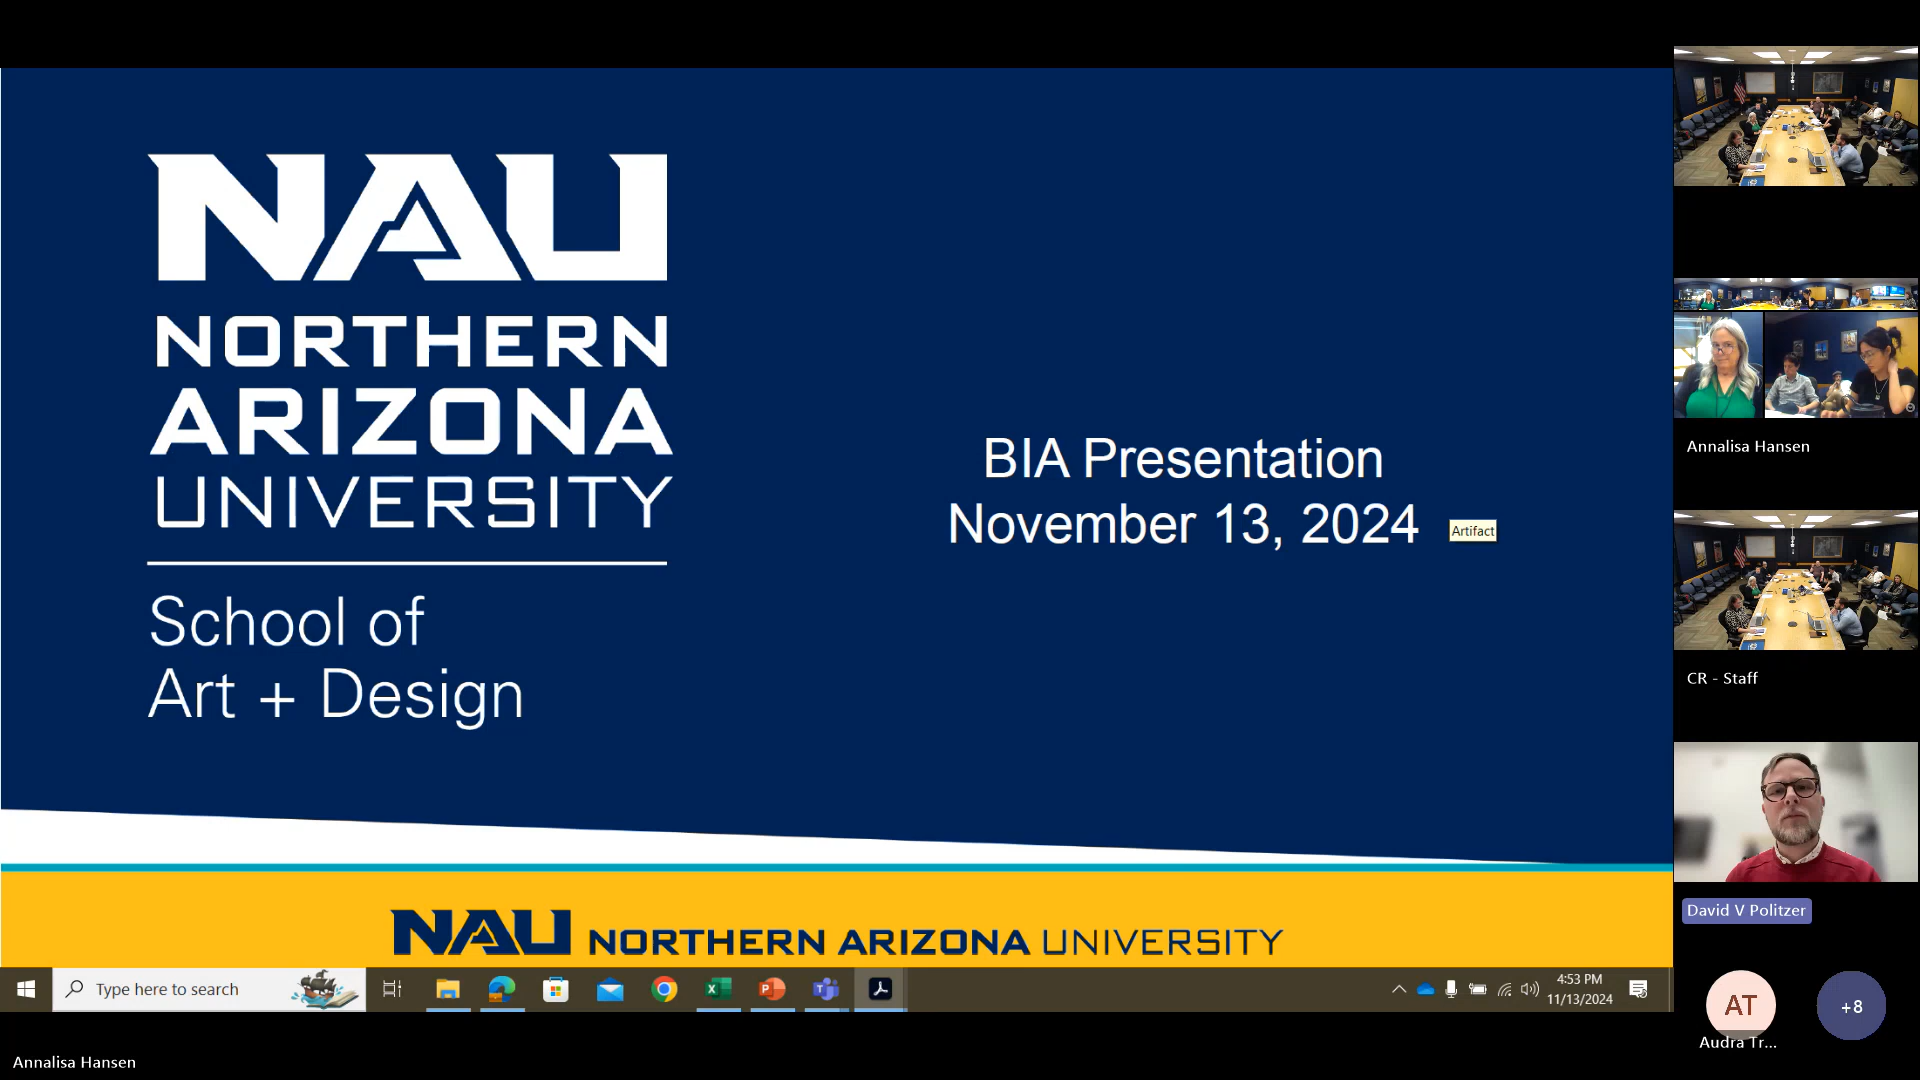 NAU
NORTHERN
ARIZONA
UNIVERSITY
School of
Art + Design
BIA Presentation
November 13, 2024
Artifact
NAU NORTHERN ARIZONA UNIVERSITY
Type here to search
4:53 PM
11/13/2024
Annalisa Hansen
Annalisa Hansen
CR - Staff
David V Politzer
AT
+8
Audra Tr...